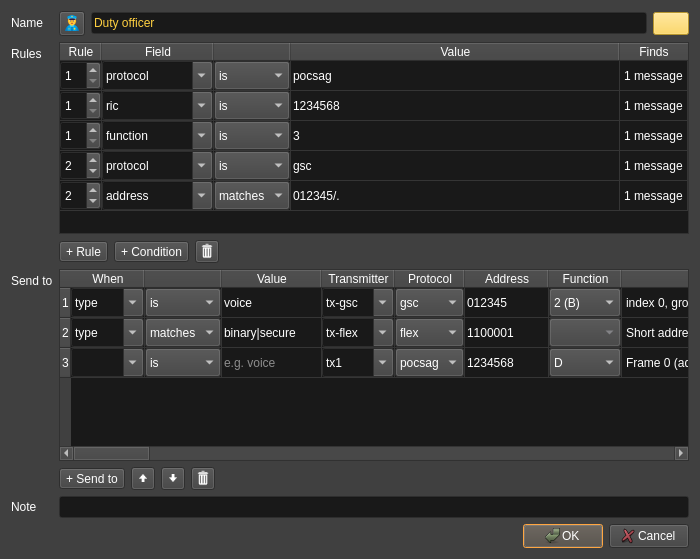 Name Duty officer
Rules Rule Field Value Finds
1 protocol is pocsag 1 message
1 ric is 1234568 1 message
1 function is 3 1 message
2 protocol is gsc 1 message
2 address matches 012345/. 1 message
+ Rule + Condition
Send to When Value Transmitter Protocol Address Function
1 type is voice tx-gsc gsc 012345 2 (B) index 0, gro
2 type matches binary|secure tx-flex flex 1100001 Short addre
3 is e.g. voice tx1 pocsag 1234568 D Frame 0 (ad
+ Send to
Note
OK Cancel